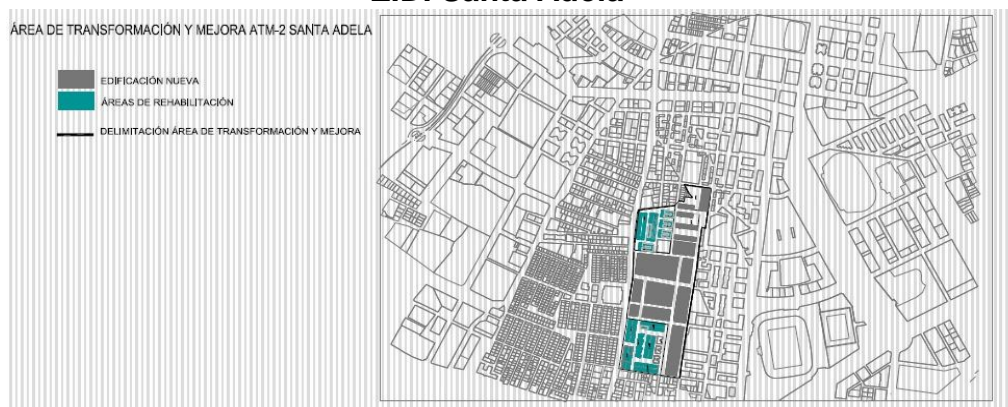 ÁREA DE TRANSFORMACIÓN Y MEJORA ATM-2 SANTA ADELA
EDIFICACIÓN NUEVA
ÁREAS DE REHABILITACIÓN
DELIMITACIÓN ÁREA DE TRANSFORMACIÓN Y MEJORA